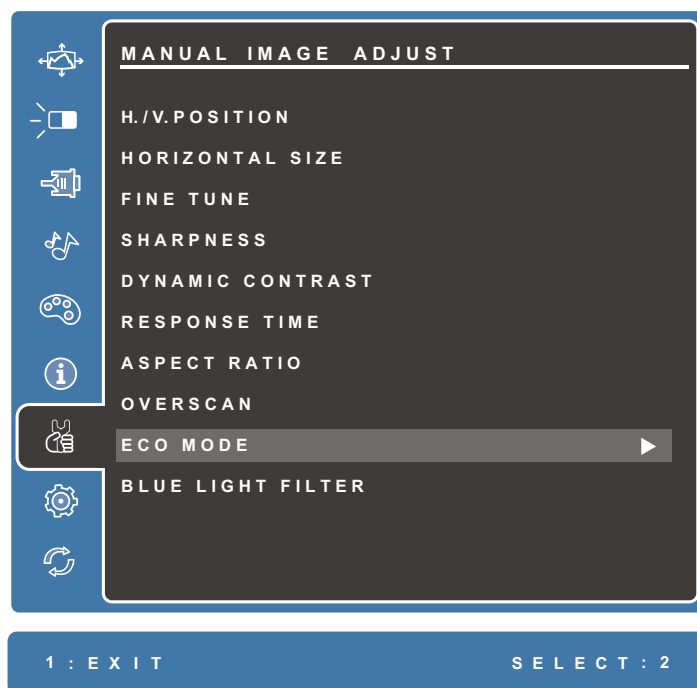 MANUAL IMAGE ADJUST
H./V.POSITION
HORIZONTAL SIZE
FINE TUNE
SHARPNESS
DYNAMIC CONTRAST
RESPONSE TIME
ASPECT RATIO
OVERSCAN
ECO MODE
BLUE LIGHT FILTER
1:EXIT SELECT:2